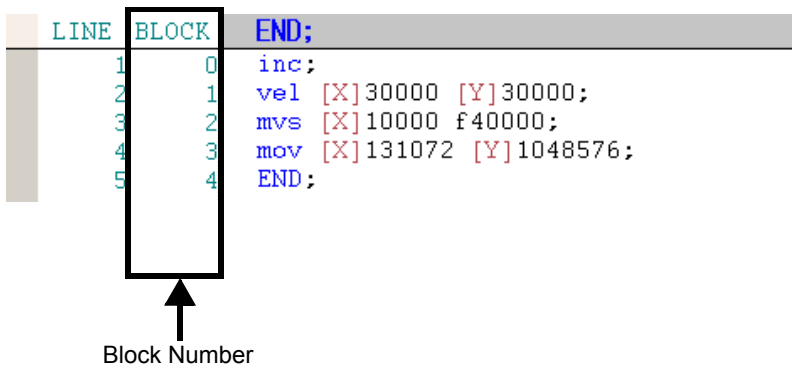 LINE BLOCK END;
1 0 inc;
2 1 vel [X]30000 [Y]30000;
3 2 mvs [X]10000 f40000;
4 3 mov [X]131072 [Y]1048576;
5 4 END;
Block Number